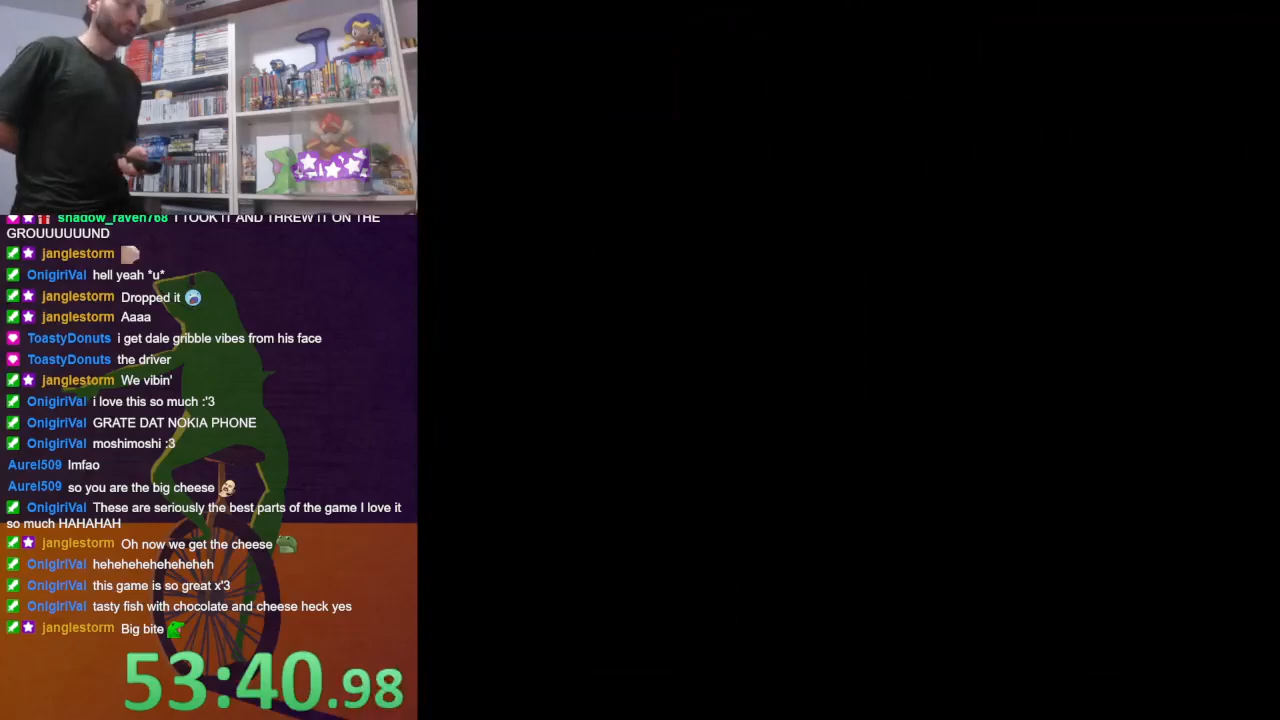 shadow_raven768 I TOOK IT AND THREW IT ON THE
GROUUUUUUND
janglestorm
OnigiriVal hell yeah *u*
janglestorm Dropped it
janglestorm Aaaa
ToastyDonuts i get dale gribble vibes from his face
ToastyDonuts the driver
janglestorm We vibin'
OnigiriVal i love this so much :'3
OnigiriVal GRATE DAT NOKIA PHONE
OnigiriVal moshimoshi :3
Aurel509 lmfao
Aurel509 so you are the big cheese
OnigiriVal These are seriously the best parts of the game I love it
so much HAHAHAH
janglestorm Oh now we get the cheese
OnigiriVal heheheheheheheh
OnigiriVal this game is so great x'3
OnigiriVal tasty fish with chocolate and cheese heck yes
janglestorm Big bite
53:40.98